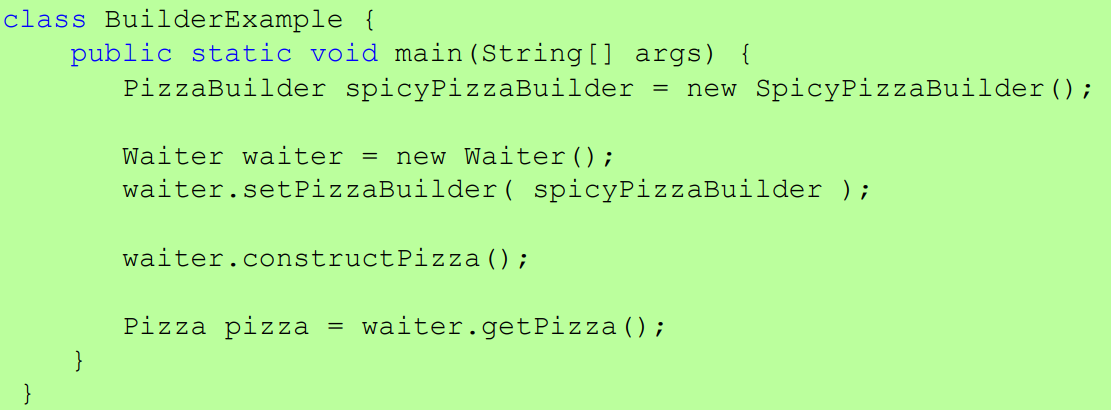 class BuilderExample {
public static void main(String[] args) {
PizzaBuilder spicyPizzaBuilder = new SpicyPizzaBuilder();
Waiter waiter = new Waiter();
waiter.setPizzaBuilder( spicyPizzaBuilder );
waiter.constructPizza();
Pizza pizza = waiter.getPizza();
}
}